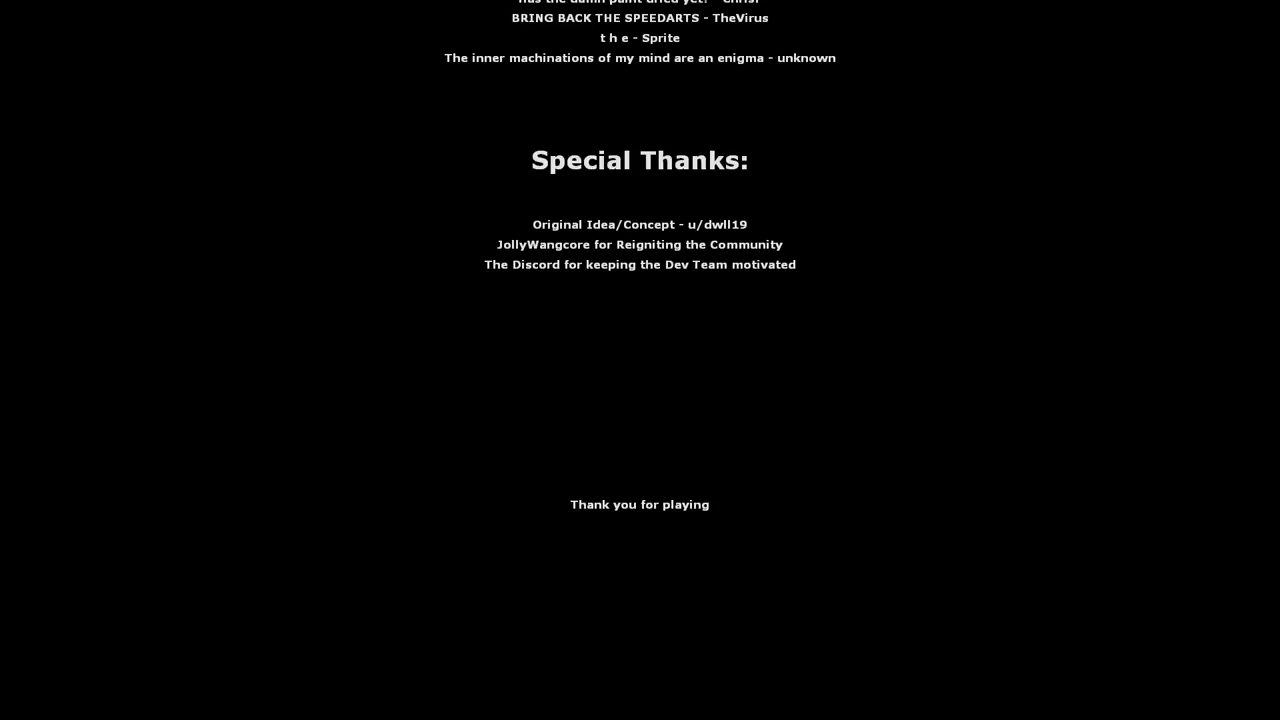 BRING BACK THE SPEEDARTS - TheVirus
t h e - Sprite
The inner machinations of my mind are an enigma - unknown
Special Thanks:
Original Idea/Concept - u/dwll19
JollyWangcore for Reigniting the Community
The Discord for keeping the Dev Team motivated
Thank you for playing